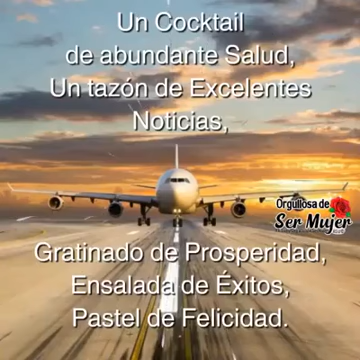 Un Cocktail
de abundante Salud,
Un tazón de Excelentes
Noticias,
Orgullosa de
Ser Mujer
Gratinado de Prosperidad,
Ensalada de Éxitos,
Pastel de Felicidad.